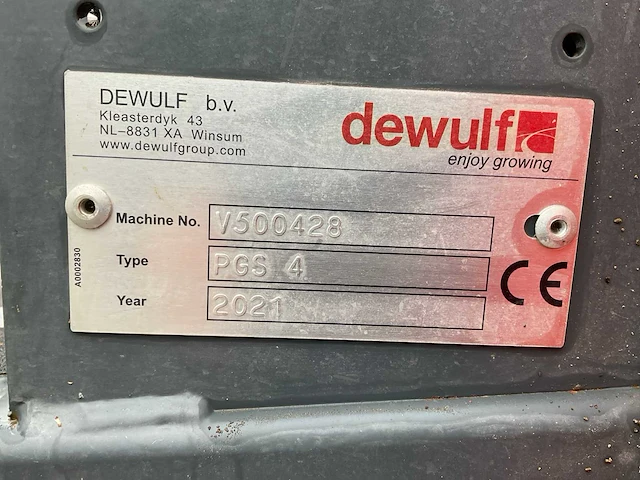 DEWULF b.v.
Kleasterdyk 43
NL-8831 XA Winsum
www.dewulfgroup.com
dewulf
enjoy growing
Machine No. V500428
Type PGS 4
Year 2021
CE
A0002830